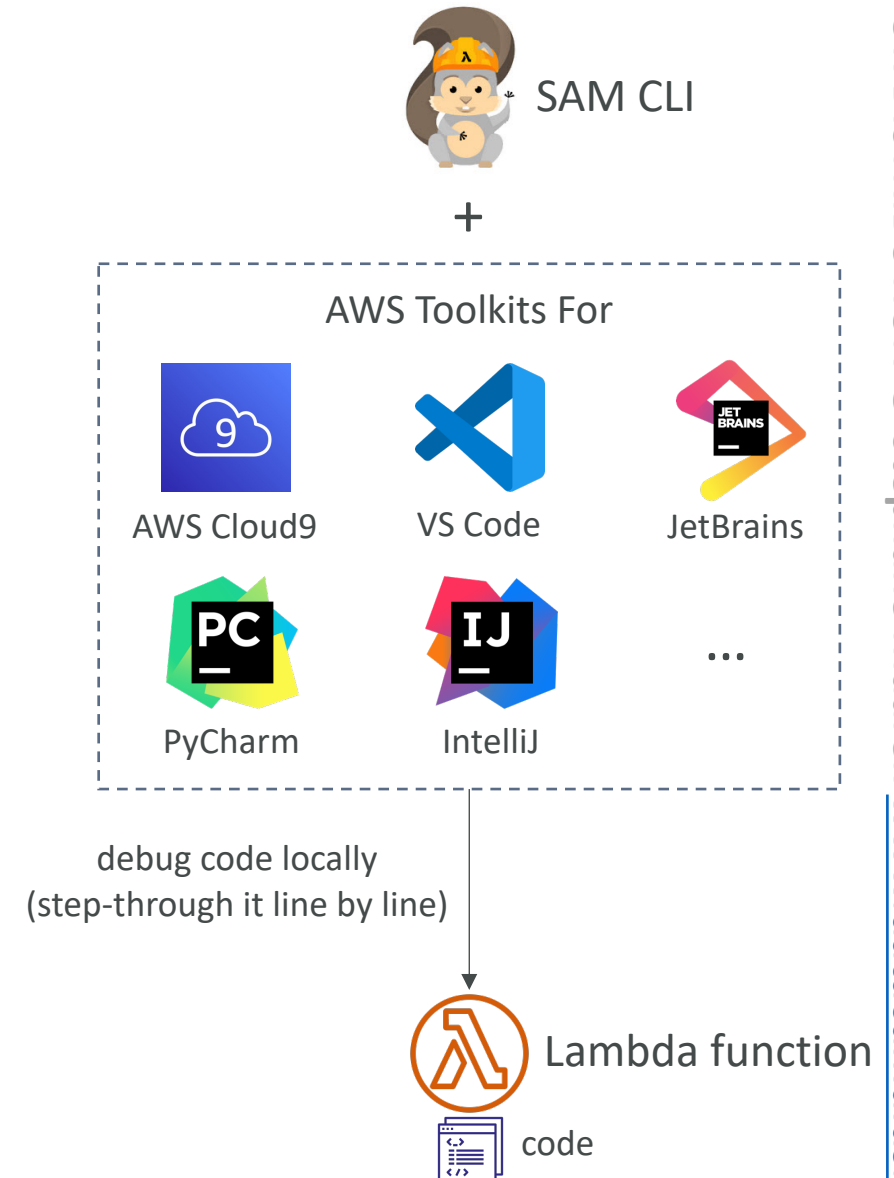 λ
SAM CLI
+
AWS Toolkits For
9
JET
BRAINS
AWS Cloud9
VS Code
JetBrains
PC
IJ
...
PyCharm
IntelliJ
debug code locally
(step-through it line by line)
Lambda function
code